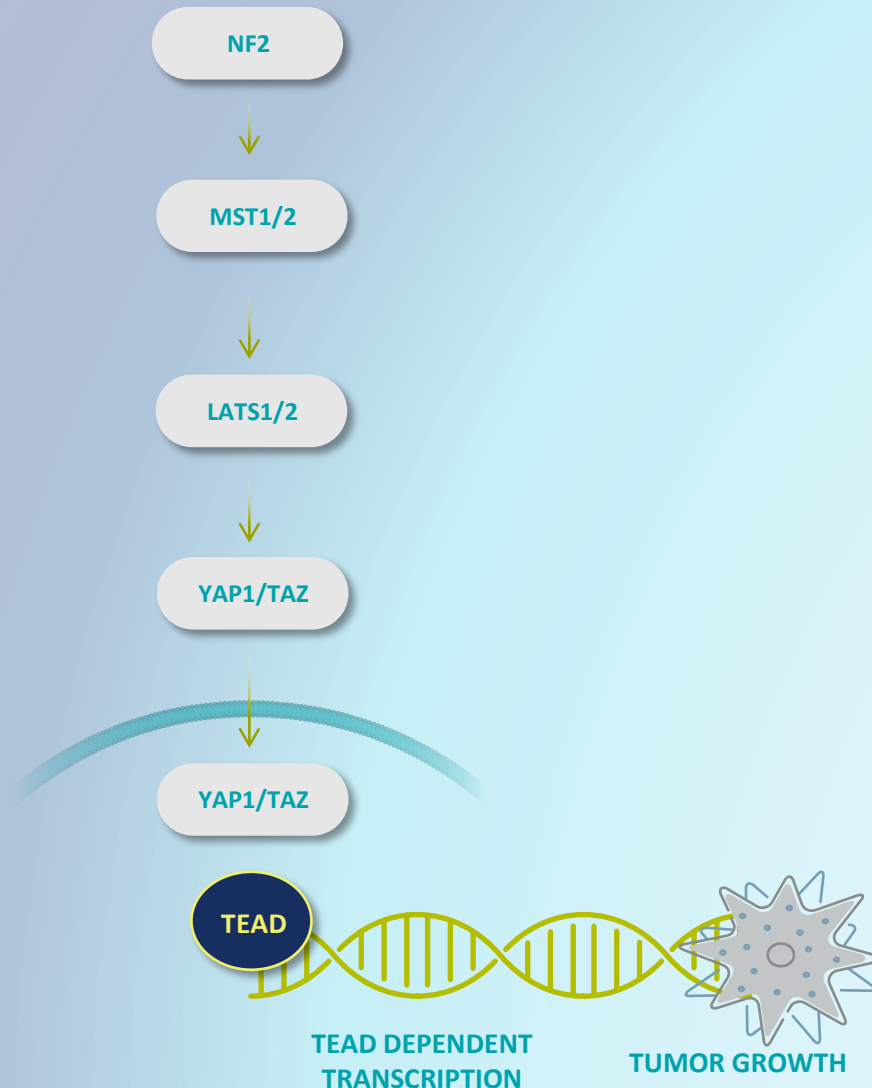 NF2
MST1/2
LATS1/2
YAP1/TAZ
YAP1/TAZ
TEAD
TEAD DEPENDENT
TRANSCRIPTION
TUMOR GROWTH